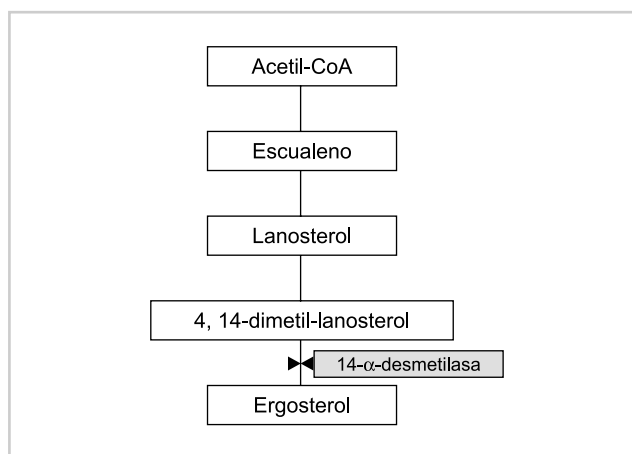 Acetil-CoA
Escualeno
Lanosterol
4, 14-dimetil-lanosterol
14-α-desmetilasa
Ergosterol